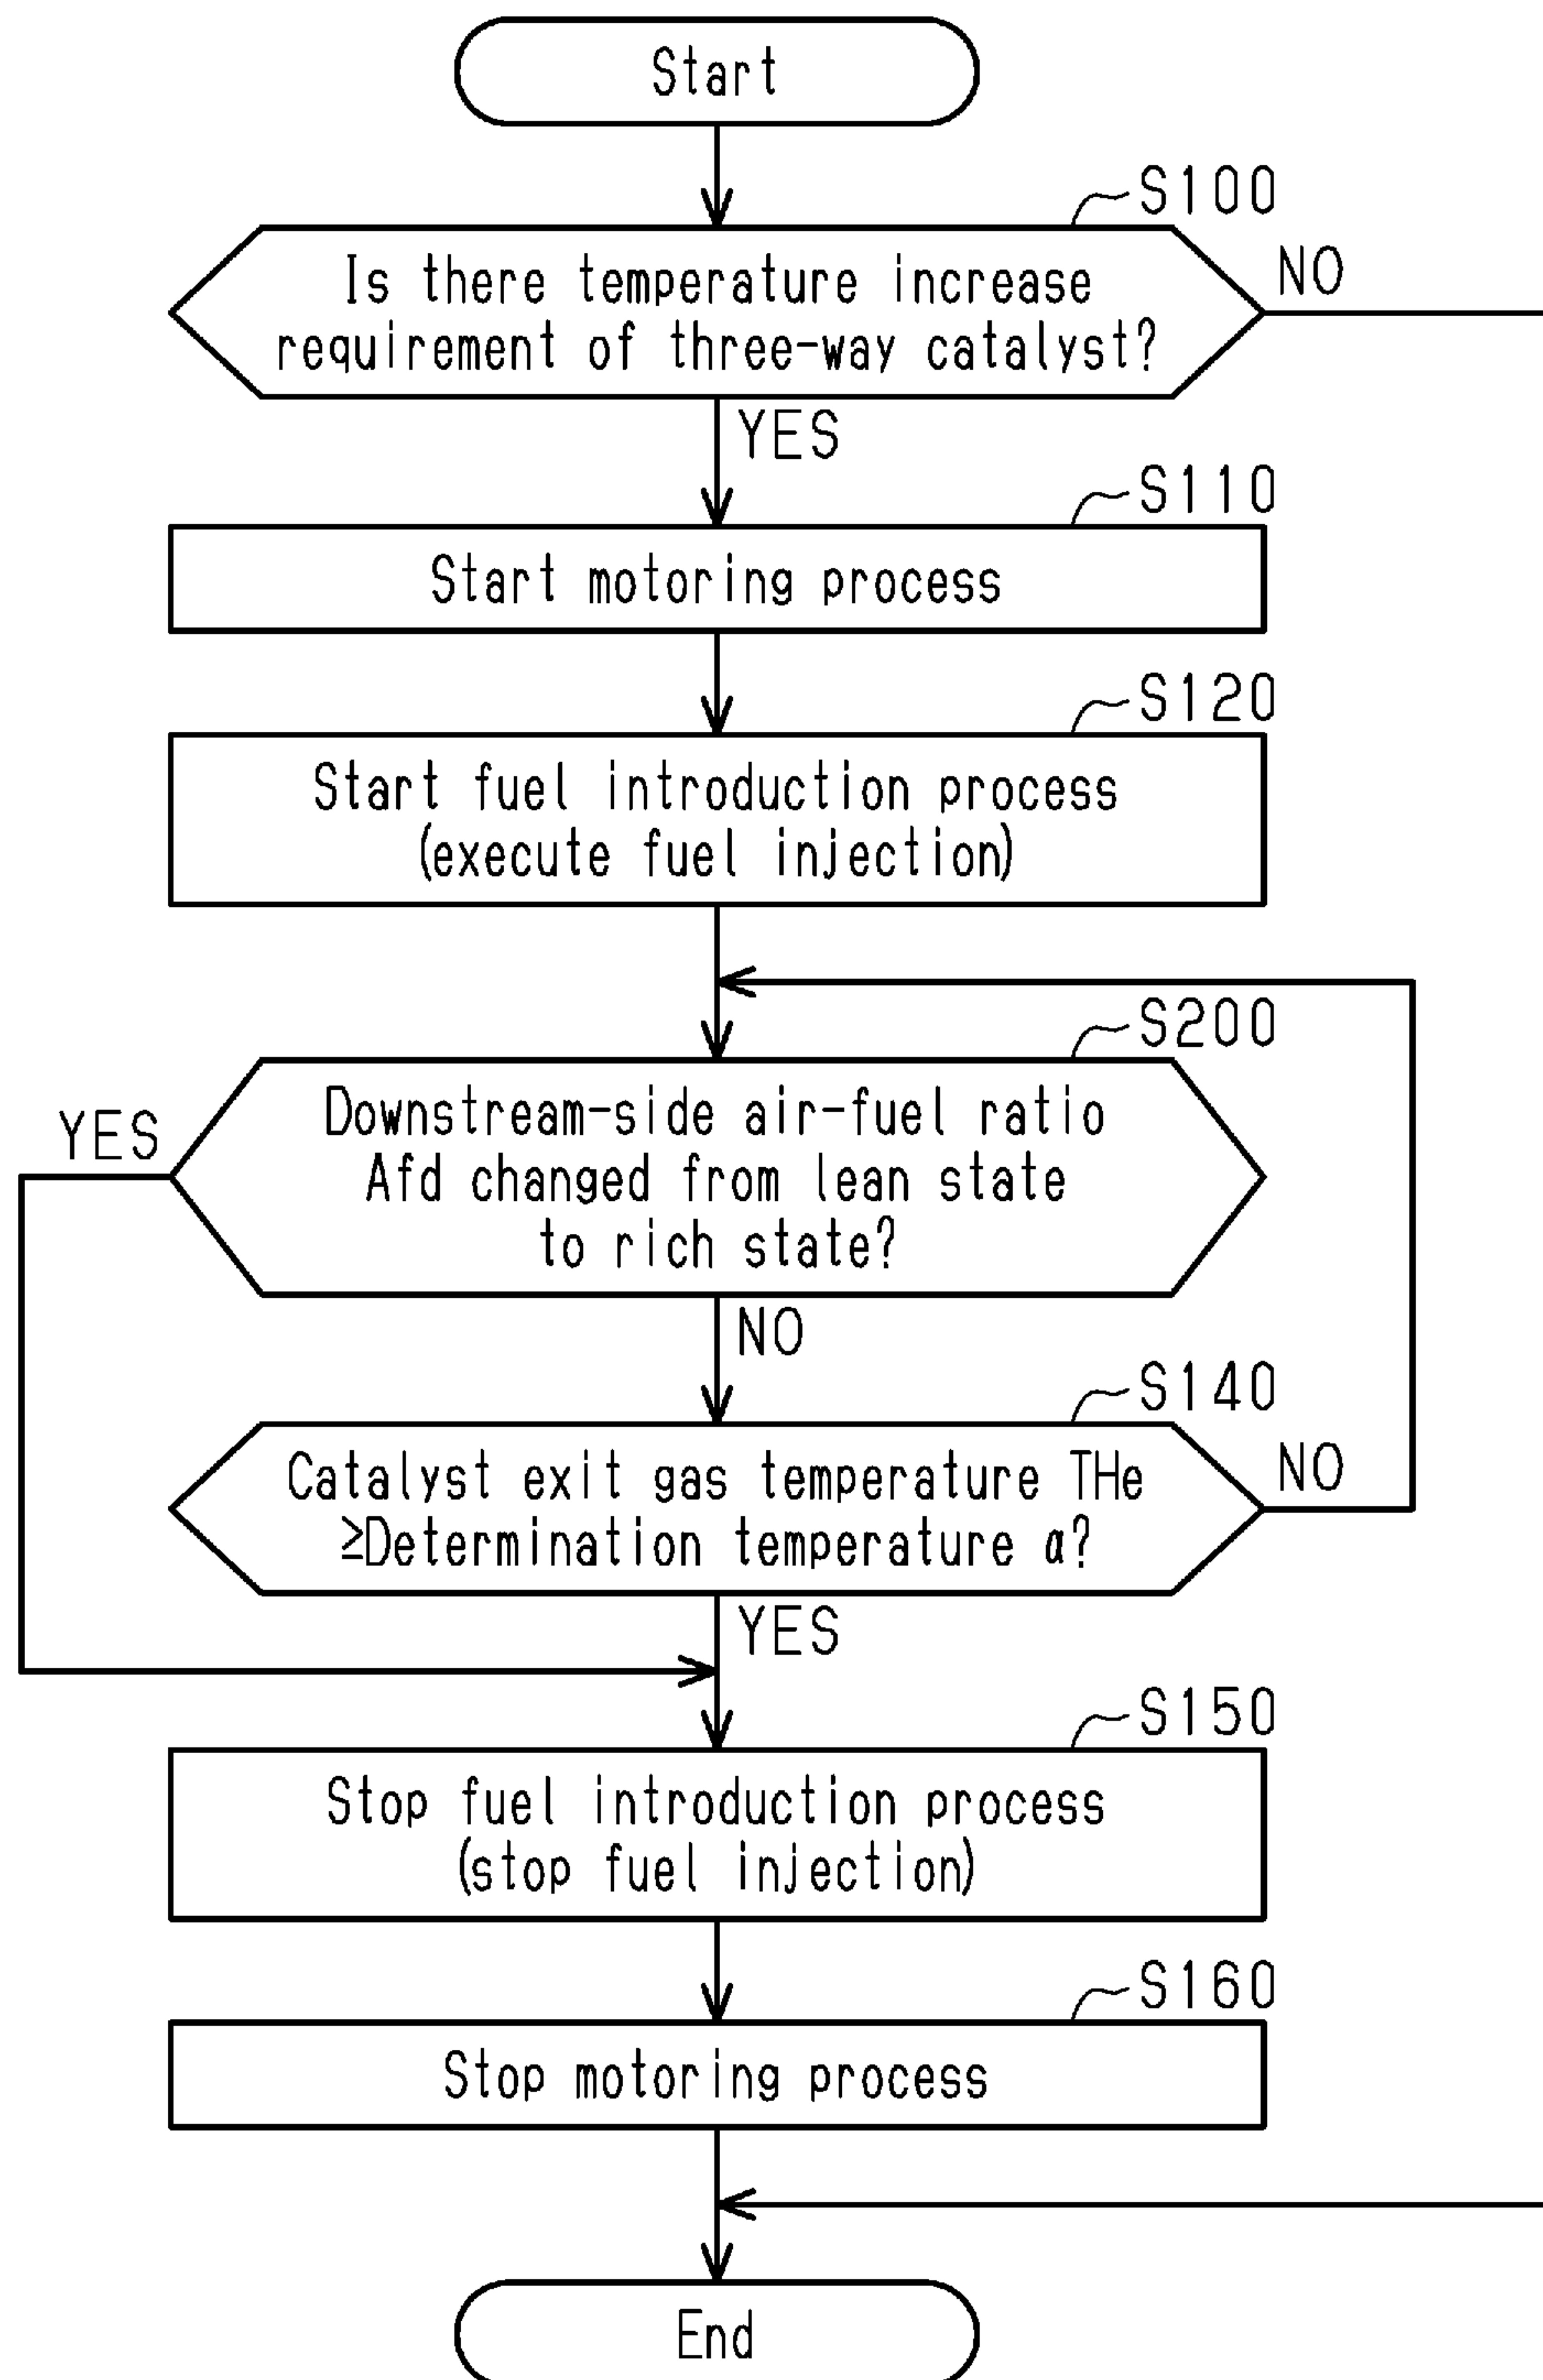 Start
S100
Is there temperature increase
requirement of three-way catalyst?
NO
YES
S110
Start motoring process
S120
Start fuel introduction process
(execute fuel injection)
S200
Downstream-side air-fuel ratio
Afd changed from lean state
to rich state?
YES
NO
S140
Catalyst exit gas temperature THe
≥Determination temperature α?
NO
YES
S150
Stop fuel introduction process
(stop fuel injection)
S160
Stop motoring process
End